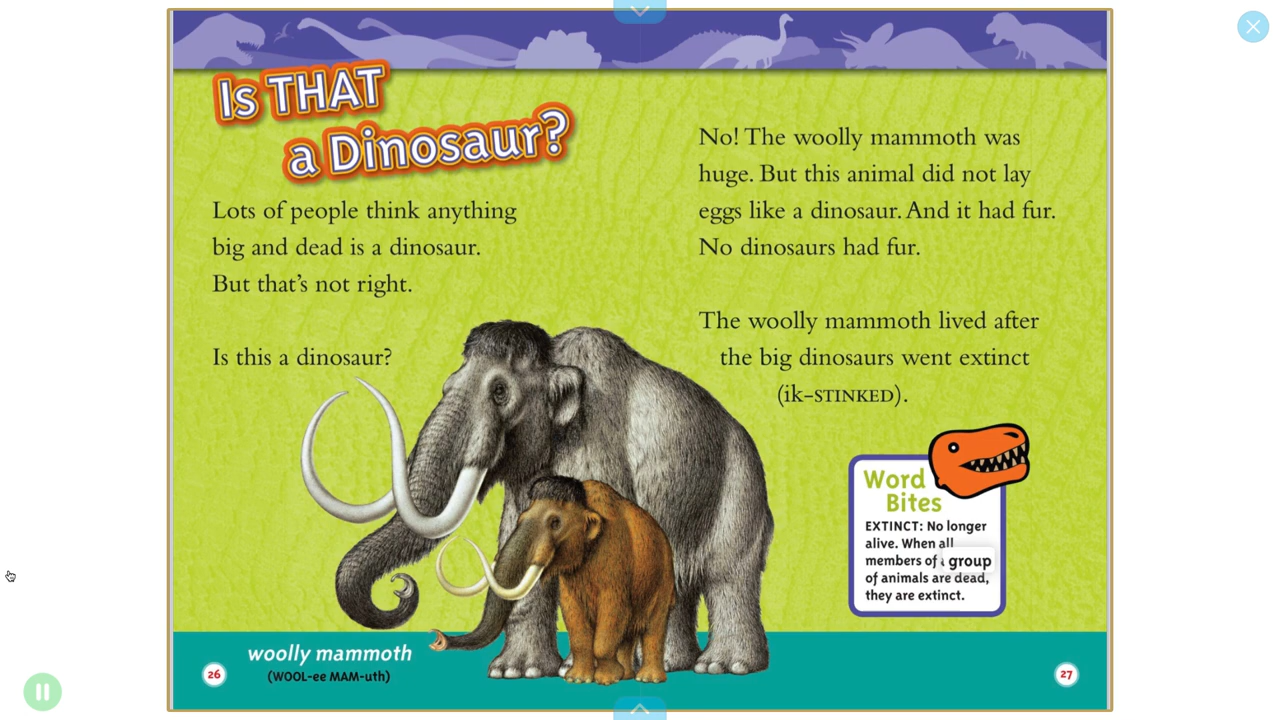 Is THAT
a Dinosaur?
Lots of people think anything
big and dead is a dinosaur.
But that's not right.
Is this a dinosaur?
woolly mammoth
(WOOL-ee MAM-uth)
26
No! The woolly mammoth was
huge. But this animal did not lay
eggs like a dinosaur. And it had fur.
No dinosaurs had fur.
The woolly mammoth lived after
the big dinosaurs went extinct
(ik-STINKED).
Word
Bites
EXTINCT: No longer
alive. When all
members of a group
of animals are dead,
they are extinct.
27